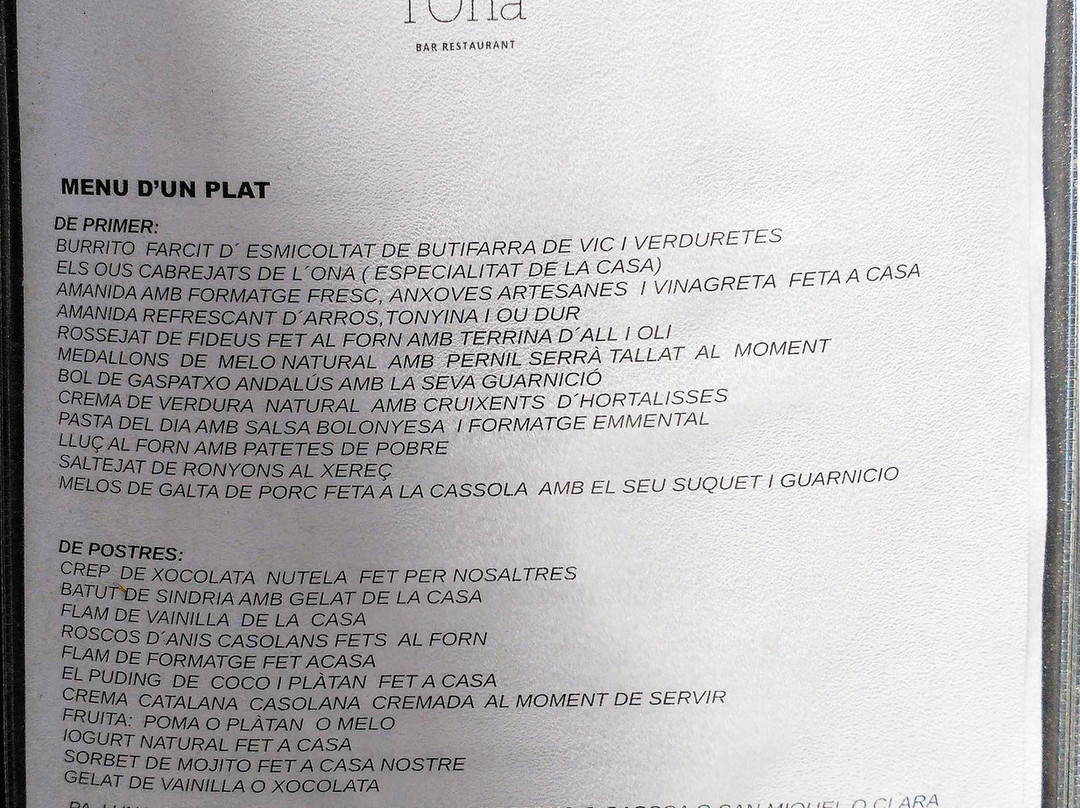 l'Ona
BAR RESTAURANT
MENU D'UN PLAT
DE PRIMER:
BURRITO FARCIT D´ ESMICOLTAT DE BUTIFARRA DE VIC I VERDURETES
ELS OUS CABREJATS DE L´ONA ( ESPECIALITAT DE LA CASA)
AMANIDA AMB FORMATGE FRESC, ANXOVES ARTESANES I VINAGRETA FETA A CASA
AMANIDA REFRESCANT D´ARROS,TONYINA I OU DUR
ROSSEJAT DE FIDEUS FET AL FORN AMB TERRINA D´ALL I OLI
MEDALLONS DE MELO NATURAL AMB PERNIL SERRÀ TALLAT AL MOMENT
BOL DE GASPATXO ANDALÚS AMB LA SEVA GUARNICIÓ
CREMA DE VERDURA NATURAL AMB CRUIXENTS D´HORTALISSES
PASTA DEL DIA AMB SALSA BOLONYESA I FORMATGE EMMENTAL
LLUÇ AL FORN AMB PATETES DE POBRE
SALTEJAT DE RONYONS AL XEREÇ
MELOS DE GALTA DE PORC FETA A LA CASSOLA AMB EL SEU SUQUET I GUARNICIO
DE POSTRES:
CREP DE XOCOLATA NUTELA FET PER NOSALTRES
BATUT DE SINDRIA AMB GELAT DE LA CASA
FLAM DE VAINILLA DE LA CASA
ROSCOS D´ANIS CASOLANS FETS AL FORN
FLAM DE FORMATGE FET ACASA
EL PUDING DE COCO I PLÀTAN FET A CASA
CREMA CATALANA CASOLANA CREMADA AL MOMENT DE SERVIR
FRUITA: POMA O PLÀTAN O MELO
IOGURT NATURAL FET A CASA
SORBET DE MOJITO FET A CASA NOSTRE
GELAT DE VAINILLA O XOCOLATA
O SAN MIQUEL O CLARA